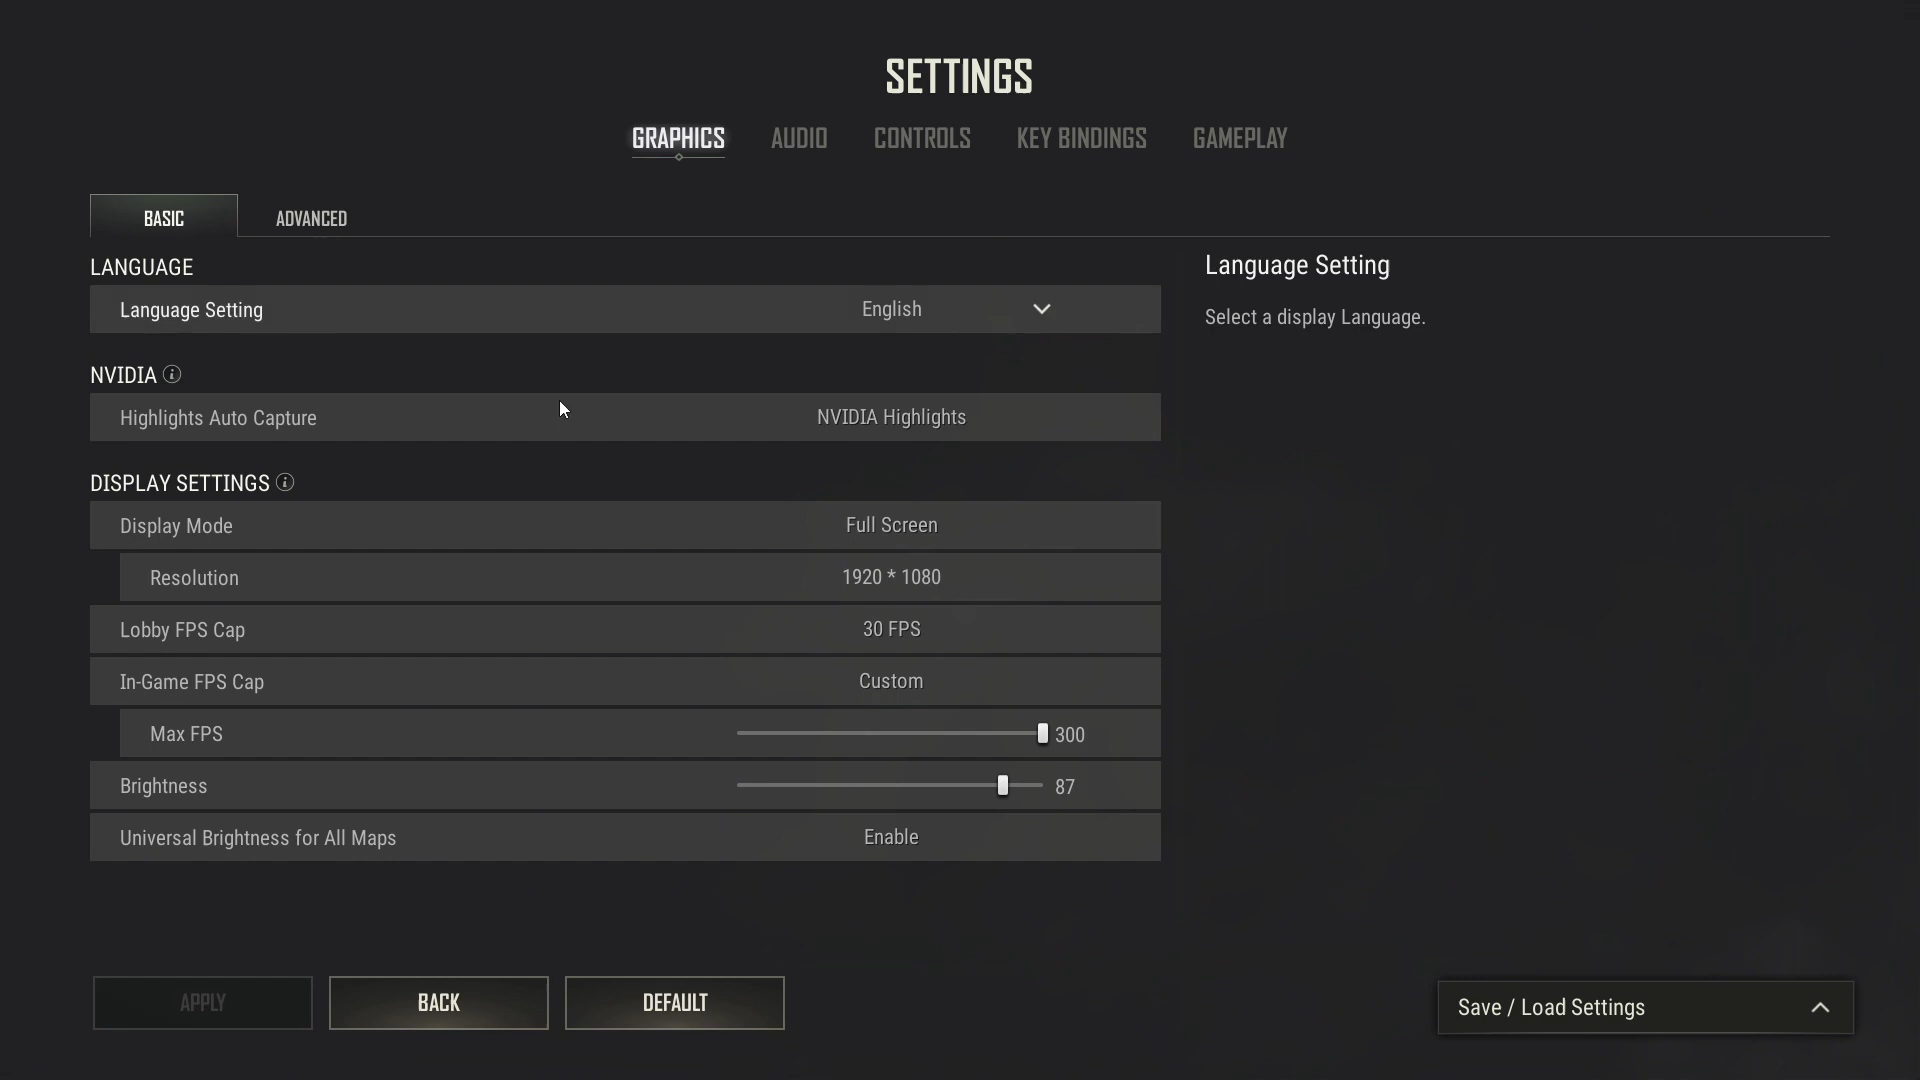 SETTINGS
GRAPHICS AUDIO CONTROLS KEY BINDINGS GAMEPLAY
BASIC ADVANCED
LANGUAGE
Language Setting English
NVIDIA
Highlights Auto Capture NVIDIA Highlights
DISPLAY SETTINGS
Display Mode Full Screen
Resolution 1920 * 1080
Lobby FPS Cap 30 FPS
In-Game FPS Cap Custom
Max FPS 300
Brightness 87
Universal Brightness for All Maps Enable
Language Setting
Select a display Language.
APPLY BACK DEFAULT
Save / Load Settings